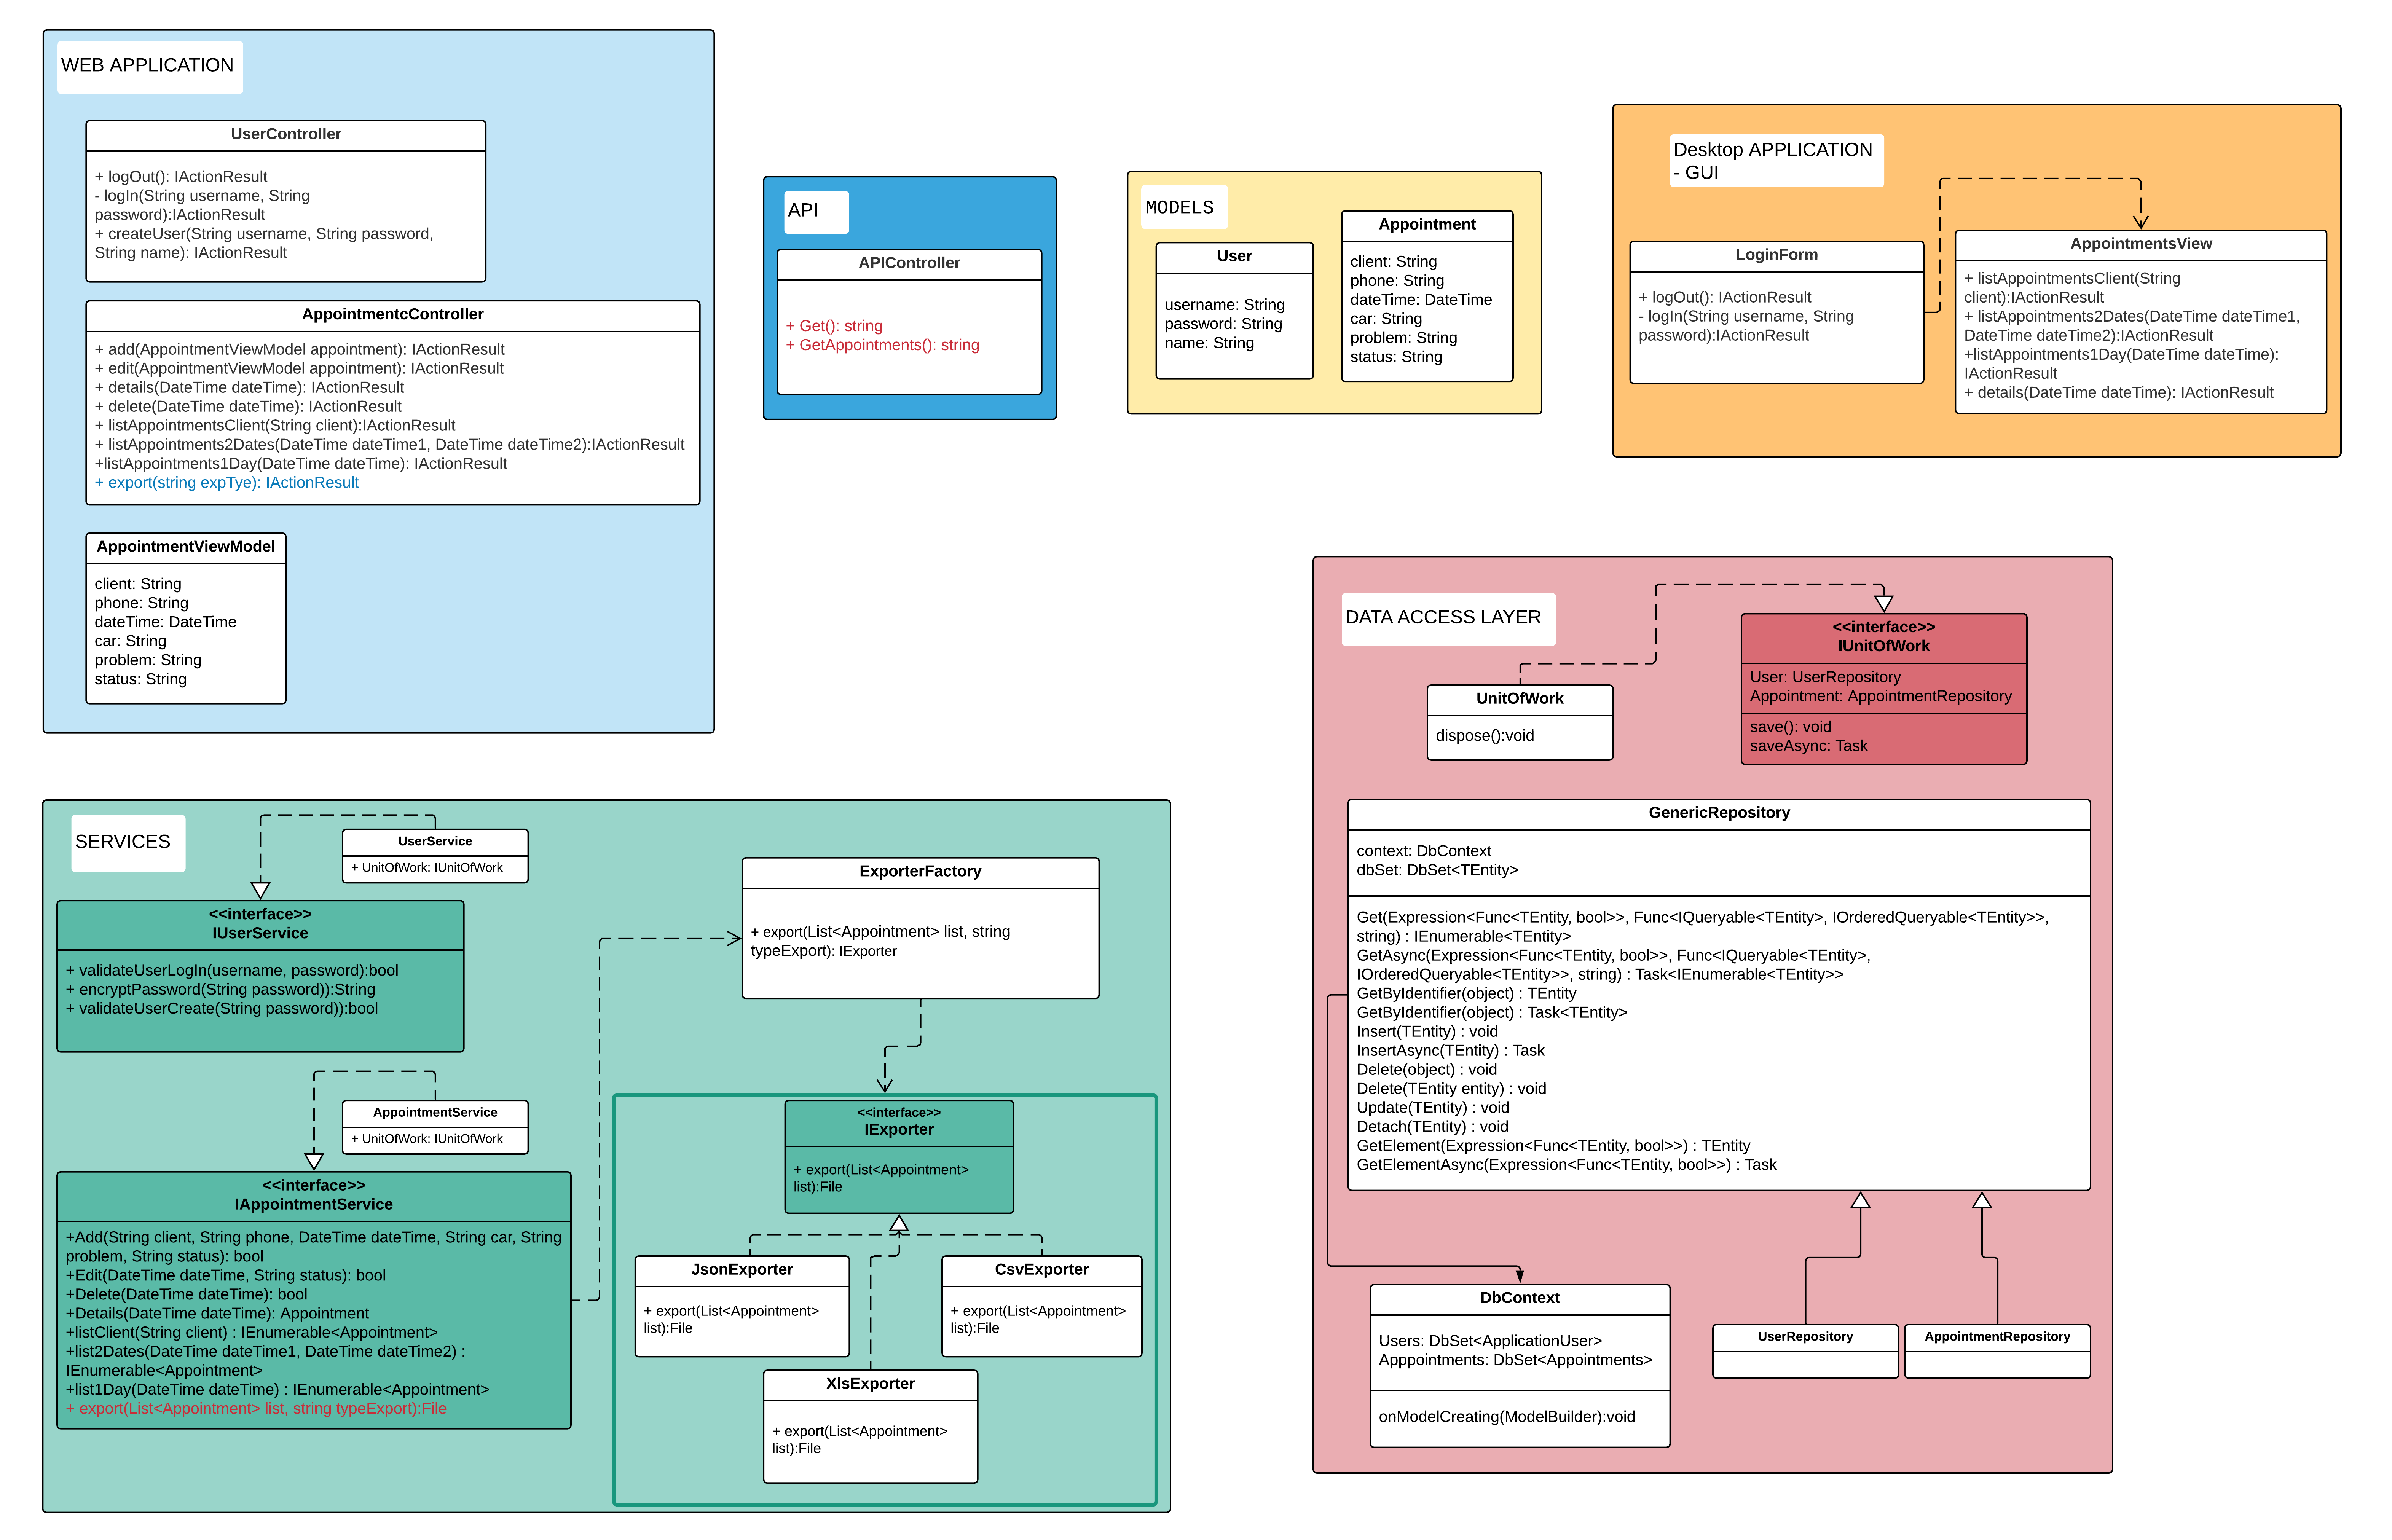 WEB APPLICATION
UserController
+ logOut(): IActionResult
- logIn(String username, String
password):IActionResult
+ createUser(String username, String password,
String name): IActionResult
AppointmentcController
+ add(AppointmentViewModel appointment): IActionResult
+ edit(AppointmentViewModel appointment): IActionResult
+ details(DateTime dateTime): IActionResult
+ delete(DateTime dateTime): IActionResult
+ listAppointmentsClient(String client):IActionResult
+ listAppointments2Dates(DateTime dateTime1, DateTime dateTime2):IActionResult
+listAppointments1Day(DateTime dateTime): IActionResult
+ export(string expTye): IActionResult
AppointmentViewModel
client: String
phone: String
dateTime: DateTime
car: String
problem: String
status: String
API
APIController
+ Get(): string
+ GetAppointments(): string
MODELS
User
username: String
password: String
name: String
Appointment
client: String
phone: String
dateTime: DateTime
car: String
problem: String
status: String
Desktop APPLICATION
- GUI
LoginForm
+ logOut(): IActionResult
- logIn(String username, String
password):IActionResult
AppointmentsView
+ listAppointmentsClient(String
client):IActionResult
+ listAppointments2Dates(DateTime dateTime1,
DateTime dateTime2):IActionResult
+listAppointments1Day(DateTime dateTime):
IActionResult
+ details(DateTime dateTime): IActionResult
SERVICES
UserService
+ UnitOfWork: IUnitOfWork
<<interface>>
IUserService
+ validateUserLogIn(username, password):bool
+ encryptPassword(String password)):String
+ validateUserCreate(String password)):bool
AppointmentService
+ UnitOfWork: IUnitOfWork
<<interface>>
IAppointmentService
+Add(String client, String phone, DateTime dateTime, String car, String
problem, String status): bool
+Edit(DateTime dateTime, String status): bool
+Delete(DateTime dateTime): bool
+Details(DateTime dateTime): Appointment
+listClient(String client) : IEnumerable<Appointment>
+list2Dates(DateTime dateTime1, DateTime dateTime2) :
IEnumerable<Appointment>
+list1Day(DateTime dateTime) : IEnumerable<Appointment>
+ export(List<Appointment> list, string typeExport):File
ExporterFactory
+ export(List<Appointment> list, string
typeExport): IExporter
<<interface>>
IExporter
+ export(List<Appointment>
list):File
JsonExporter
+ export(List<Appointment>
list):File
CsvExporter
+ export(List<Appointment>
list):File
XlsExporter
+ export(List<Appointment>
list):File
DATA ACCESS LAYER
UnitOfWork
dispose():void
<<interface>>
IUnitOfWork
User: UserRepository
Appointment: AppointmentRepository
save(): void
saveAsync: Task
GenericRepository
context: DbContext
dbSet: DbSet<TEntity>
Get(Expression<Func<TEntity, bool>>, Func<IQueryable<TEntity>, IOrderedQueryable<TEntity>>,
string) : IEnumerable<TEntity>
GetAsync(Expression<Func<TEntity, bool>>, Func<IQueryable<TEntity>,
IOrderedQueryable<TEntity>>, string) : Task<IEnumerable<TEntity>>
GetByIdentifier(object) : TEntity
GetByIdentifier(object) : Task<TEntity>
Insert(TEntity) : void
InsertAsync(TEntity) : Task
Delete(object) : void
Delete(TEntity entity) : void
Update(TEntity) : void
Detach(TEntity) : void
GetElement(Expression<Func<TEntity, bool>>) : TEntity
GetElementAsync(Expression<Func<TEntity, bool>>) : Task
DbContext
Users: DbSet<ApplicationUser>
Apppointments: DbSet<Appointments>
onModelCreating(ModelBuilder):void
UserRepository
AppointmentRepository